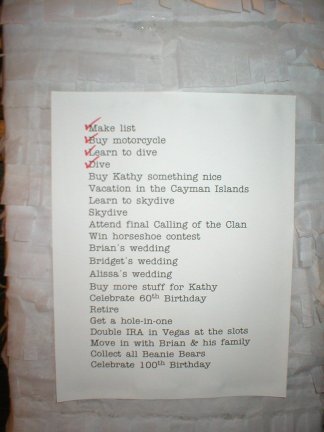 Make list
Buy motorcycle
Learn to dive
Dive
Buy Kathy something nice
Vacation in the Cayman Islands
Learn to skydive
Skydive
Attend final Calling of the Clan
Win horseshoe contest
Brian's wedding
Bridget's wedding
Alissa's wedding
Buy more stuff for Kathy
Celebrate 60th Birthday
Retire
Get a hole-in-one
Double IRA in Vegas at the slots
Move in with Brian & his family
Collect all Beanie Bears
Celebrate 100th Birthday